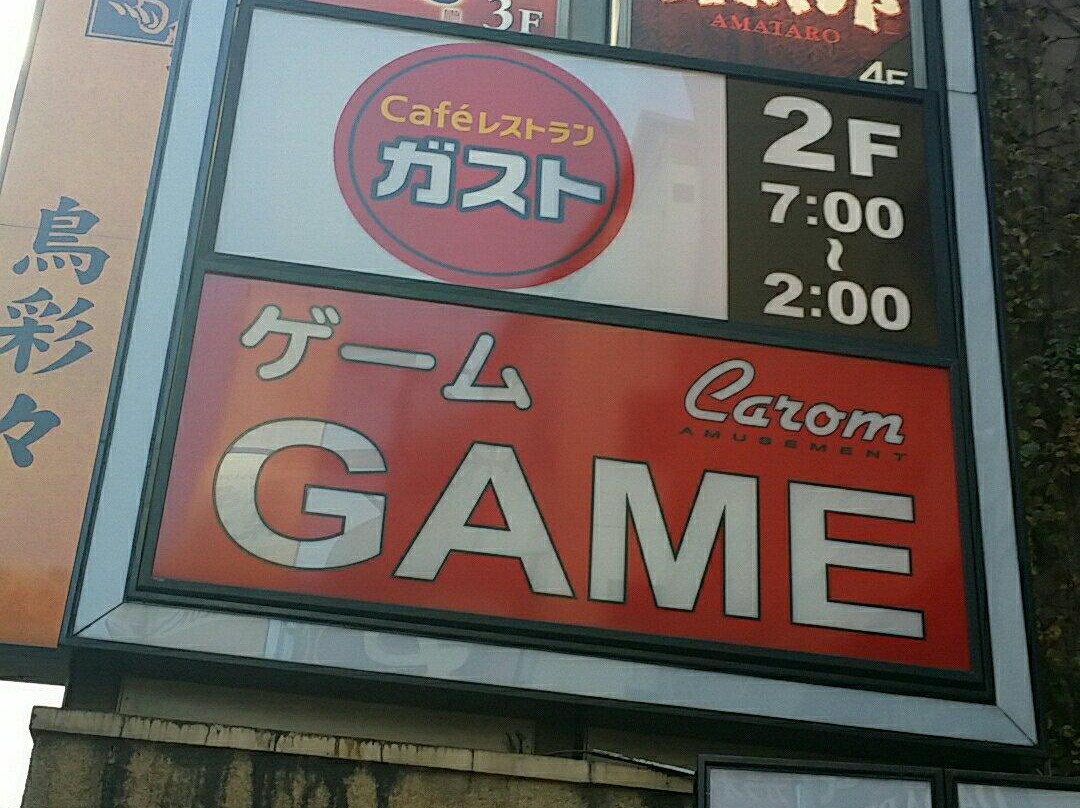 3F
AMATARO
4F
Caféレストラン
ガスト
2F
7:00
~
2:00
ゲーム
Carom
AMUSEMENT
GAME
鳥彩々